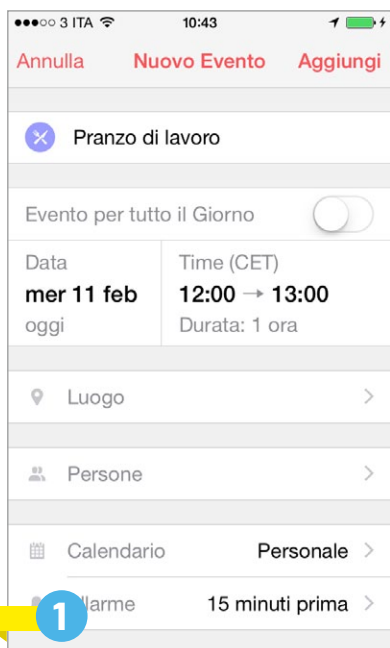 3 ITA 10:43
Annulla Nuovo Evento Aggiungi
Pranzo di lavoro
Evento per tutto il Giorno
Data Time (CET)
mer 11 feb 12:00 → 13:00
oggi Durata: 1 ora
Luogo
Persone
Calendario Personale
1 15 minuti prima